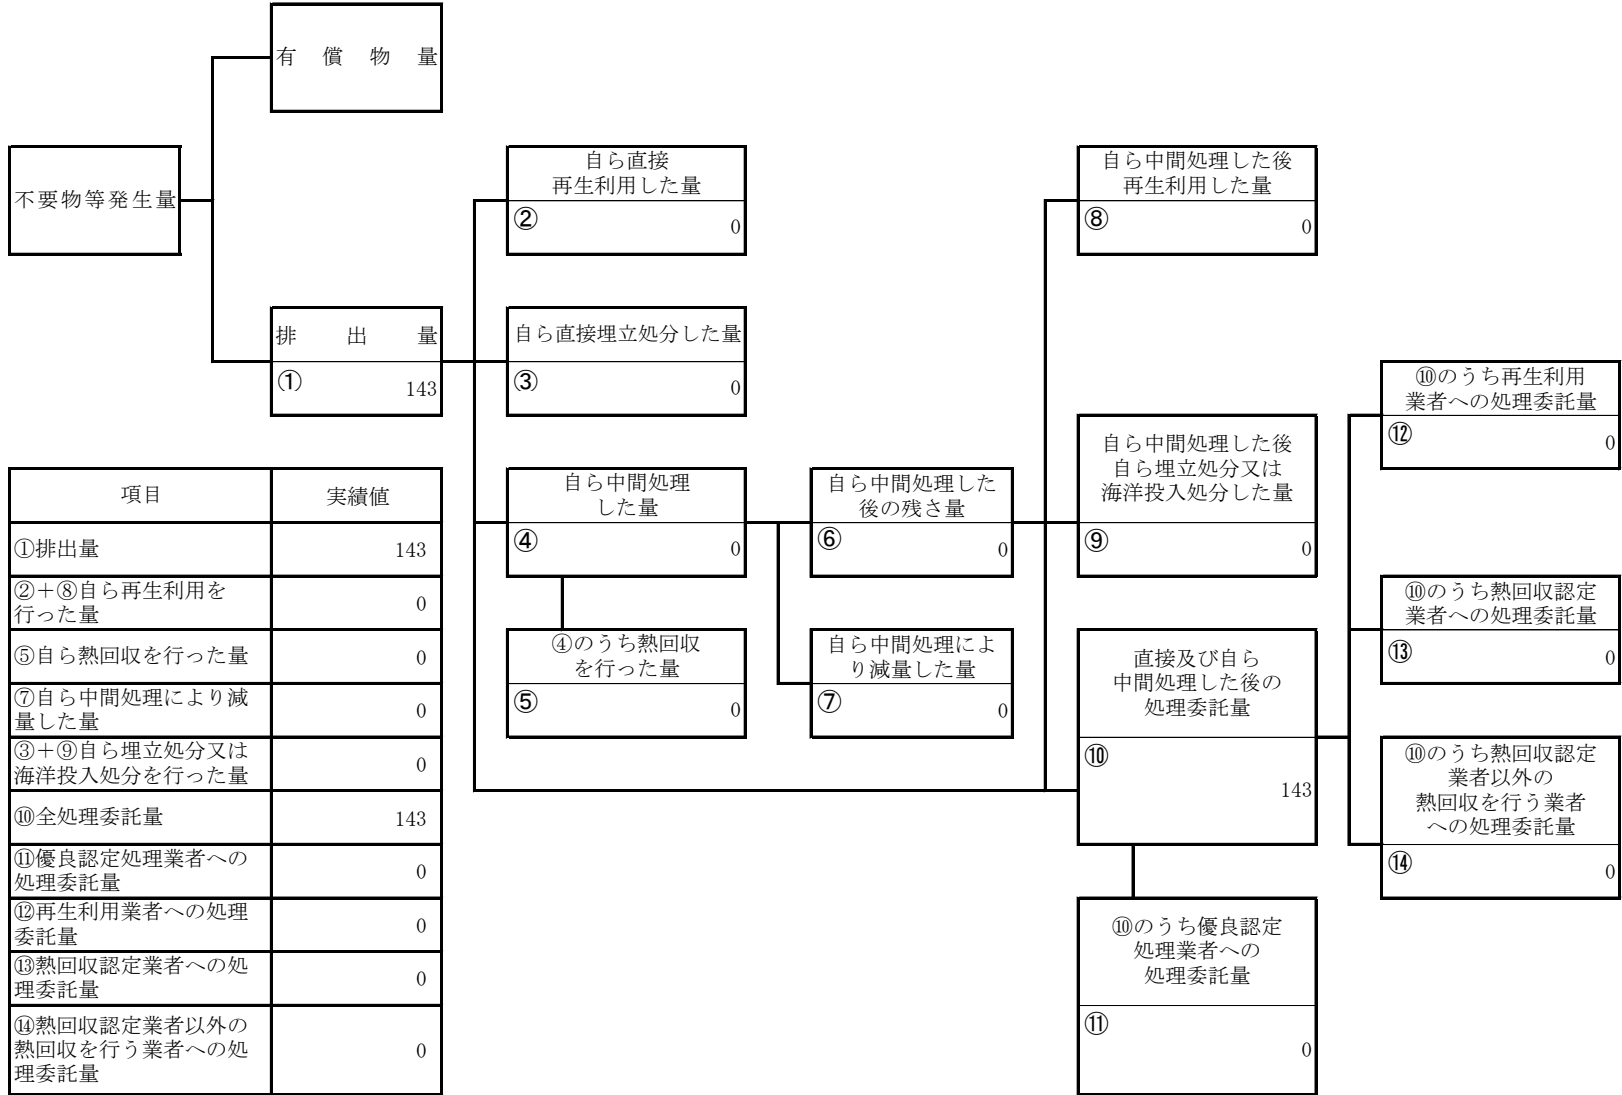 有償物量
不要物等発生量
排出量
①
143
自ら直接
再生利用した量
②
0
自ら直接埋立処分した量
③
0
自ら中間処理
した量
④
0
④のうち熱回収
を行った量
⑤
0
自ら中間処理した
後の残さ量
⑥
0
自ら中間処理によ
り減量した量
⑦
0
自ら中間処理した後
再生利用した量
⑧
0
自ら中間処理した後
自ら埋立処分又は
海洋投入処分した量
⑨
0
直接及び自ら
中間処理した後の
処理委託量
⑩
143
⑩のうち優良認定
処理業者への
処理委託量
⑪
0
⑩のうち再生利用
業者への処理委託量
⑫
0
⑩のうち熱回収認定
業者への処理委託量
⑬
0
⑩のうち熱回収認定
業者以外の
熱回収を行う業者
への処理委託量
⑭
0
項目 実績値
①排出量 143
②＋⑧自ら再生利用を
行った量 0
⑤自ら熱回収を行った量 0
⑦自ら中間処理により減
量した量 0
③＋⑨自ら埋立処分又は
海洋投入処分を行った量 0
⑩全処理委託量 143
⑪優良認定処理業者への
処理委託量 0
⑫再生利用業者への処理
委託量 0
⑬熱回収認定業者への処
理委託量 0
⑭熱回収認定業者以外の
熱回収を行う業者への処
理委託量 0